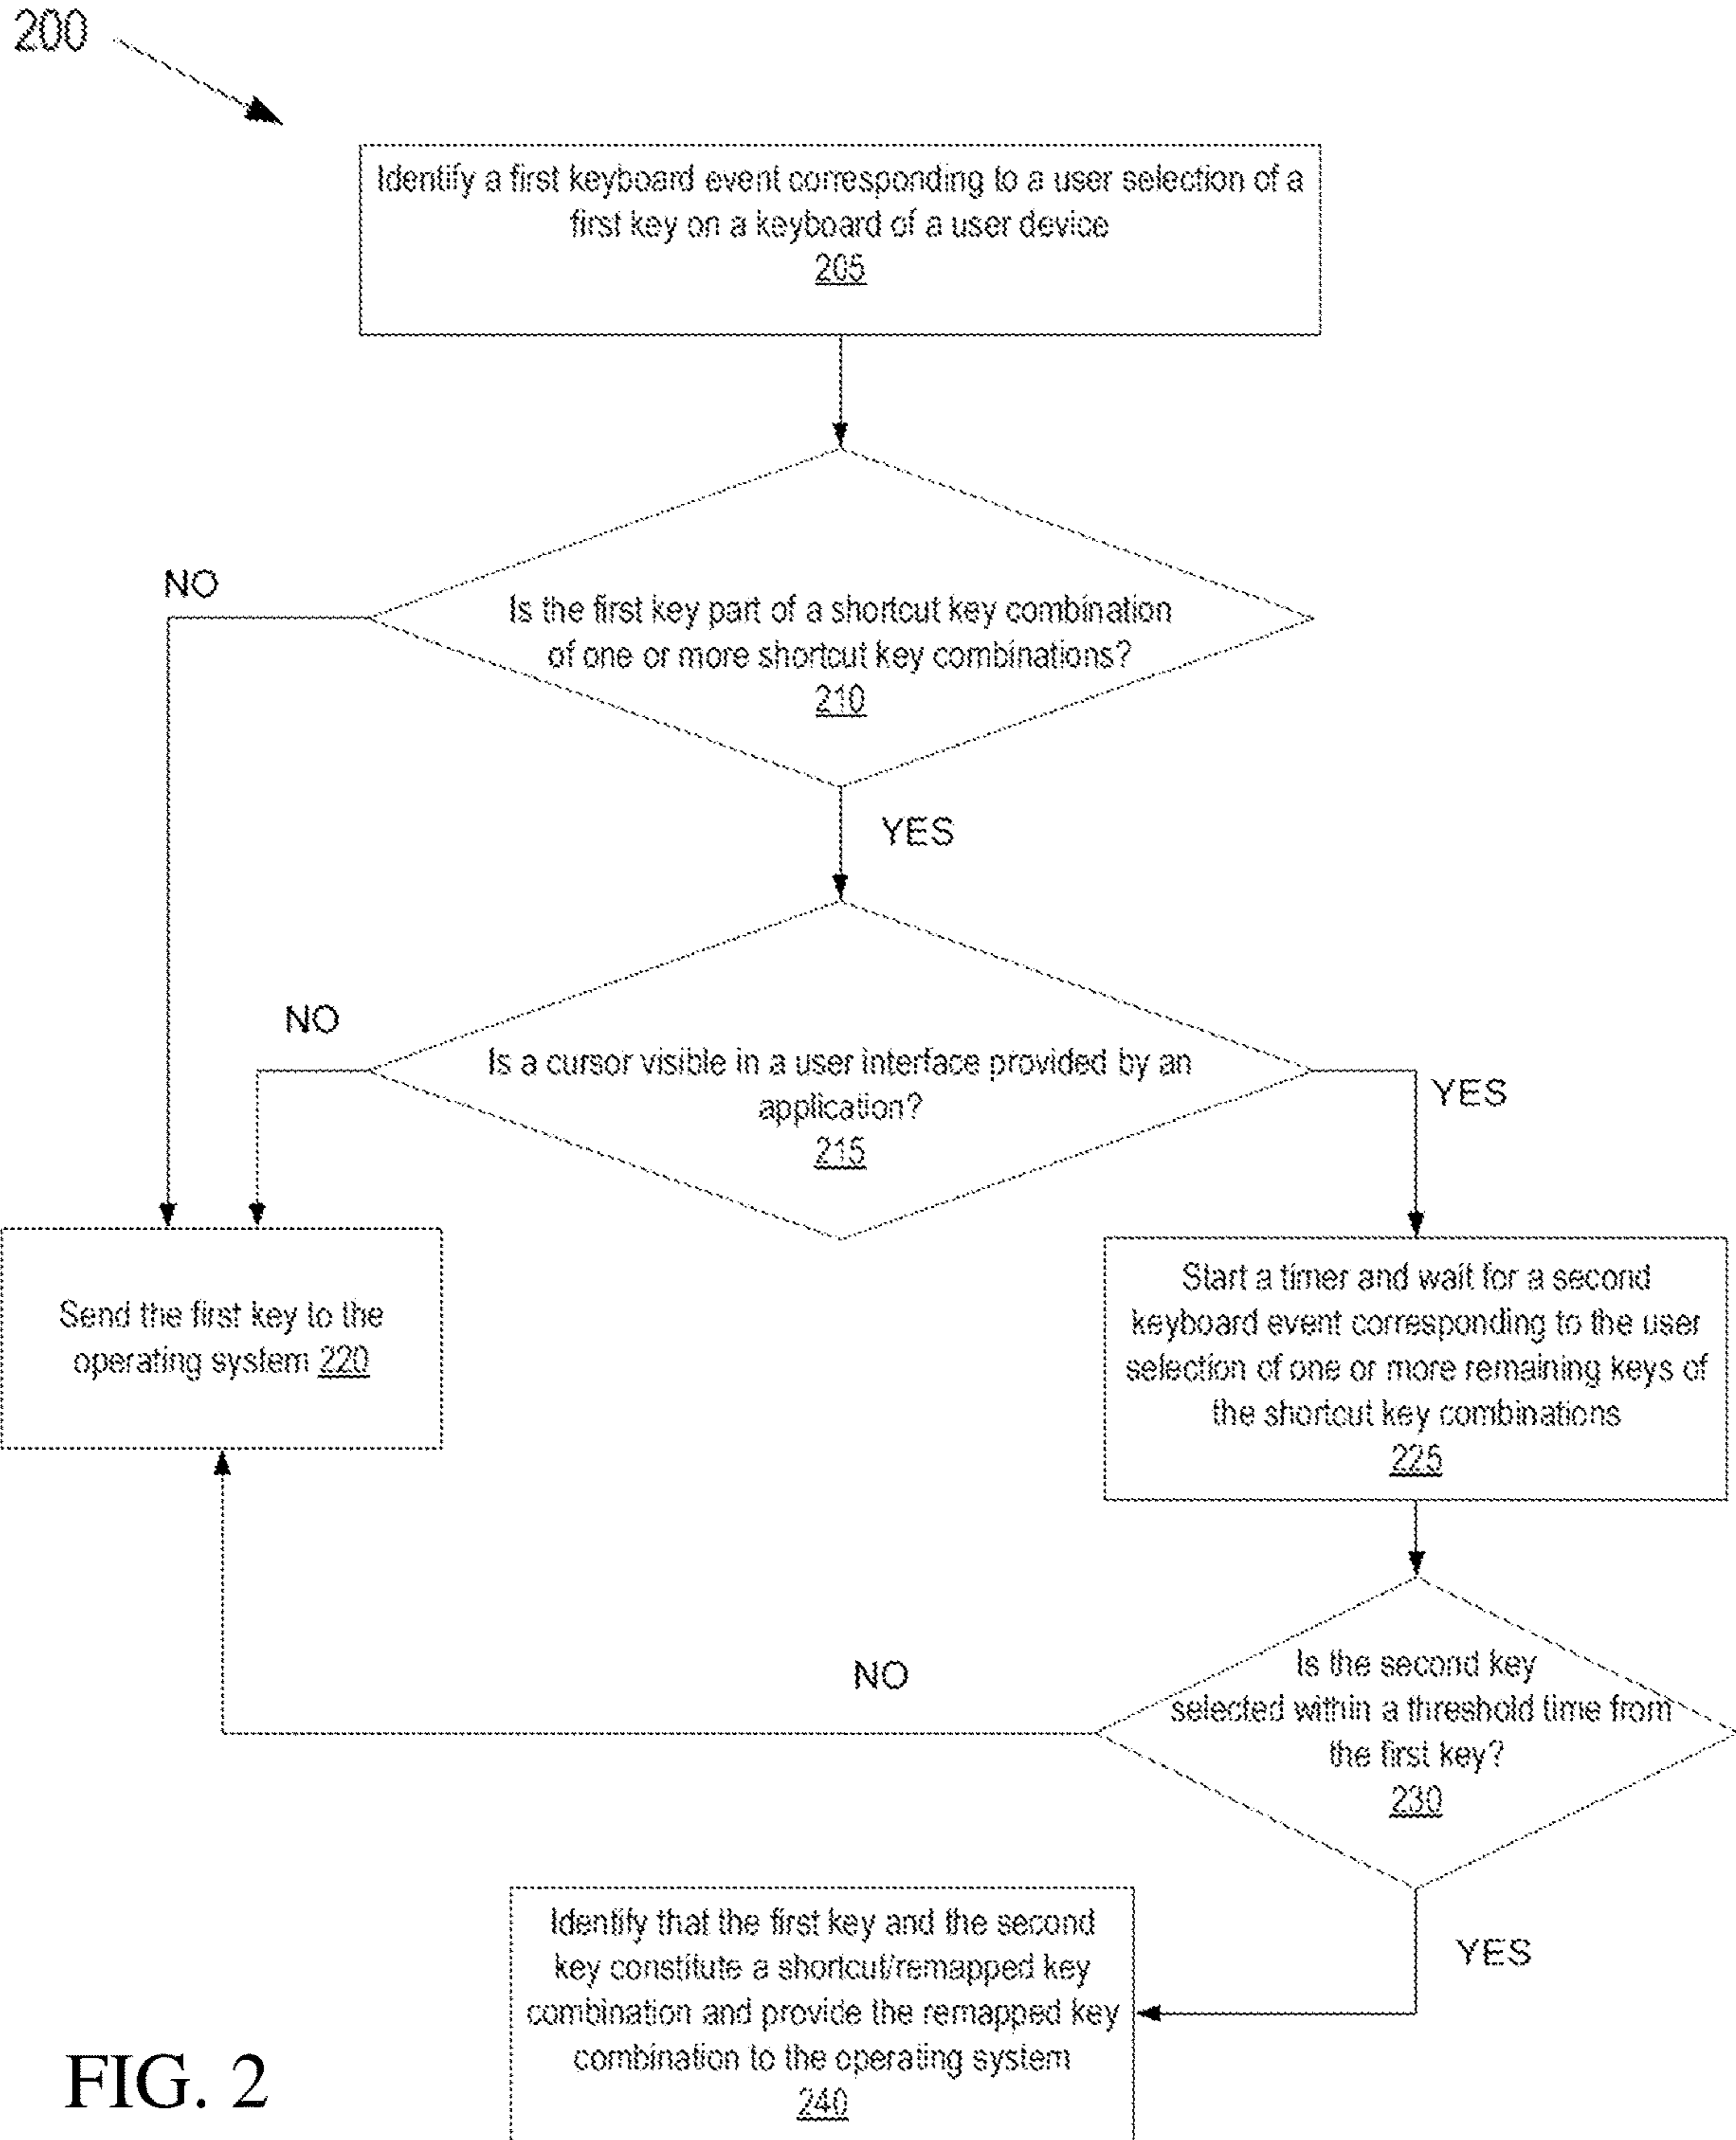 200
Identify a first keyboard event corresponding to a user selection of a
first key on a keyboard of a user device
205
NO
Is the first key part of a shortcut key combination
of one or more shortcut key combinations?
210
YES
NO
Is a cursor visible in a user interface provided by an
application?
215
YES
Send the first key to the
operating system 220
Start a timer and wait for a second
keyboard event corresponding to the user
selection of one or more remaining keys of
the shortcut key combinations
225
NO
Is the second key
selected within a threshold time from
the first key?
230
YES
Identify that the first key and the second
key constitute a shortcut/remapped key
combination and provide the remapped key
combination to the operating system
240
FIG. 2